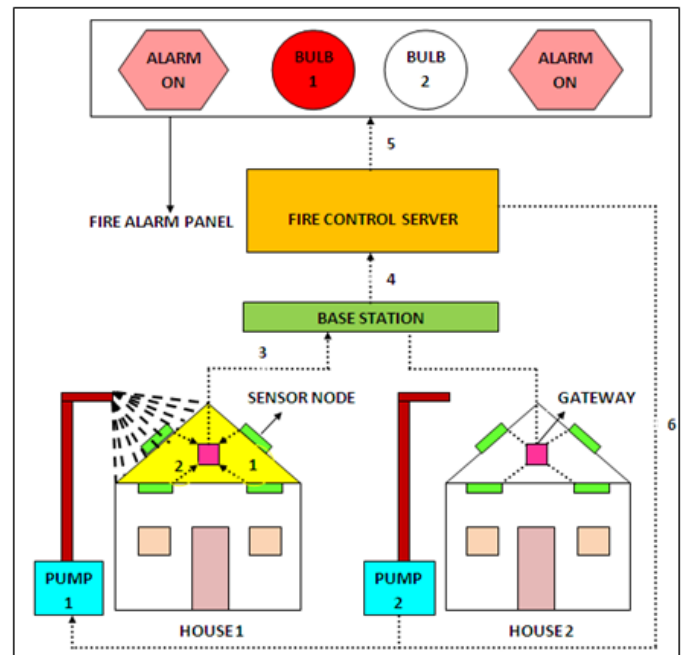 ALARM
ON
BULB
1
BULB
2
ALARM
ON
5
FIRE ALARM PANEL
FIRE CONTROL SERVER
4
BASE STATION
3
SENSOR NODE
GATEWAY
6
2
1
PUMP
1
PUMP
2
HOUSE 1
HOUSE 2